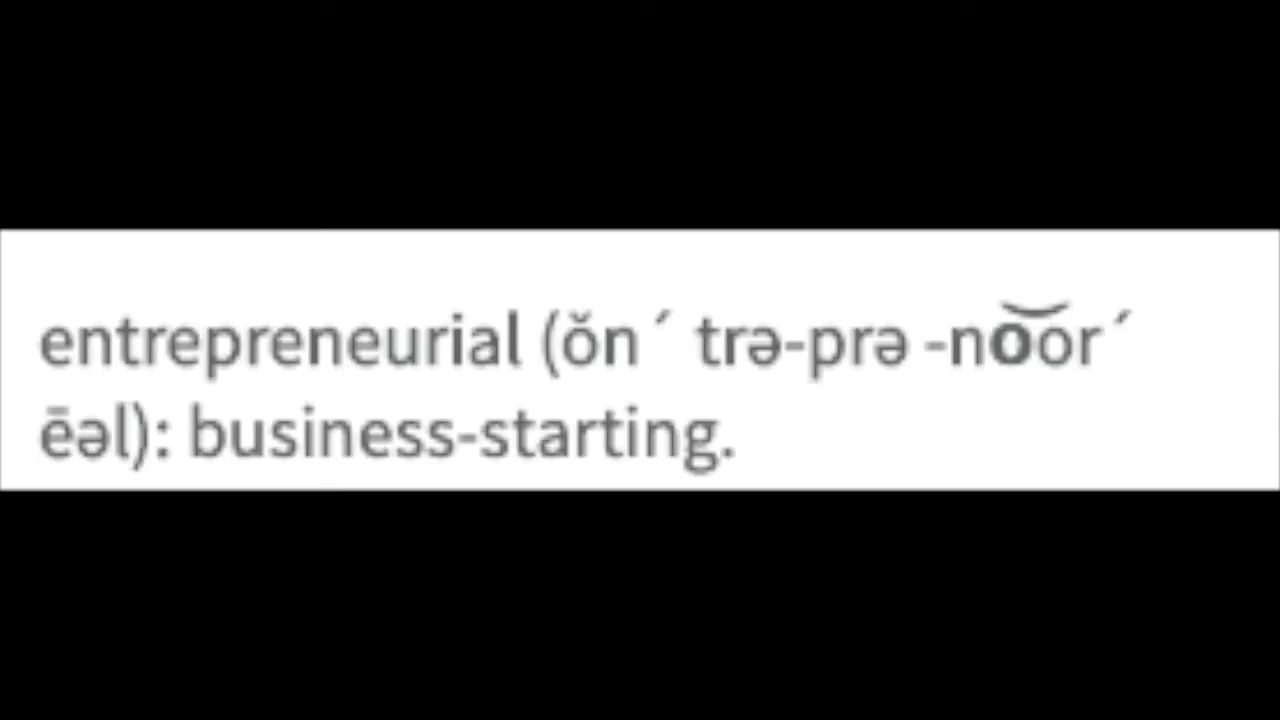 entrepreneurial (ŏn´ trə-prə -no͝or´
ēəl): business-starting.